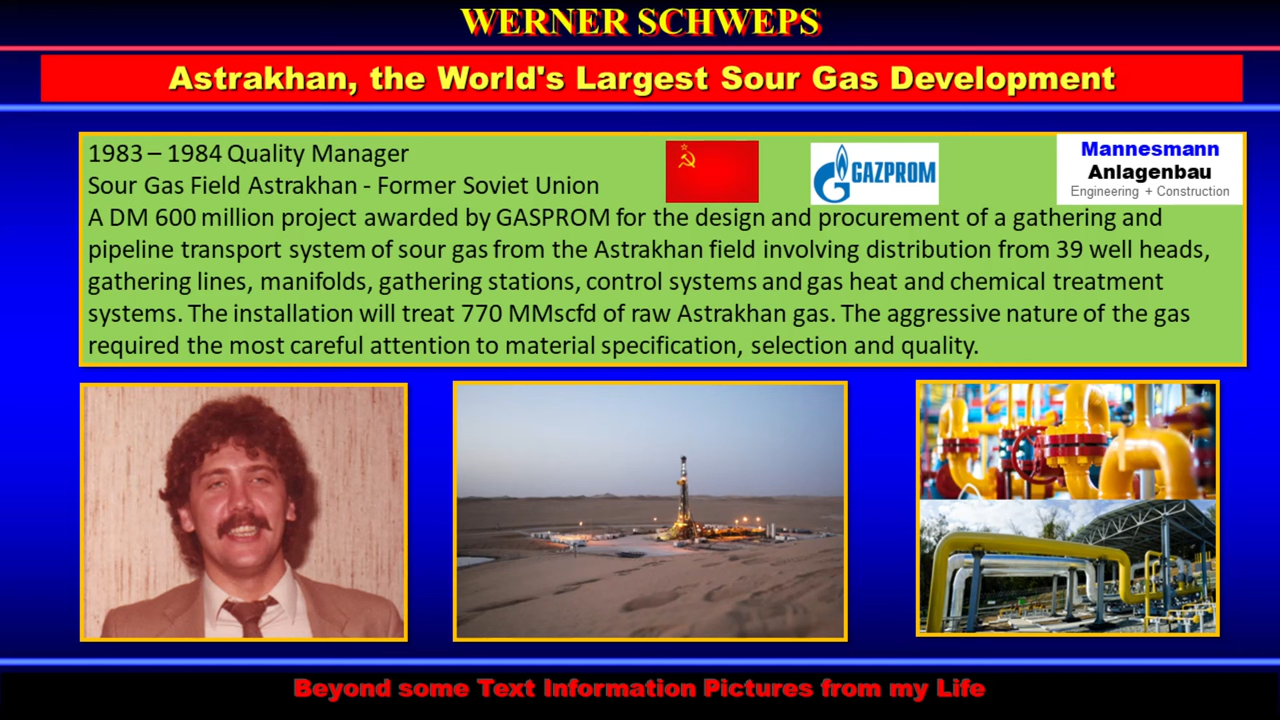 WERNER SCHWEPS
Astrakhan, the World's Largest Sour Gas Development
1983 – 1984 Quality Manager
Sour Gas Field Astrakhan - Former Soviet Union
GAZPROM
Mannesmann
Anlagenbau
Engineering + Construction
A DM 600 million project awarded by GASPROM for the design and procurement of a gathering and
pipeline transport system of sour gas from the Astrakhan field involving distribution from 39 well heads,
gathering lines, manifolds, gathering stations, control systems and gas heat and chemical treatment
systems. The installation will treat 770 MMscfd of raw Astrakhan gas. The aggressive nature of the gas
required the most careful attention to material specification, selection and quality.
Beyond some Text Information Pictures from my Life